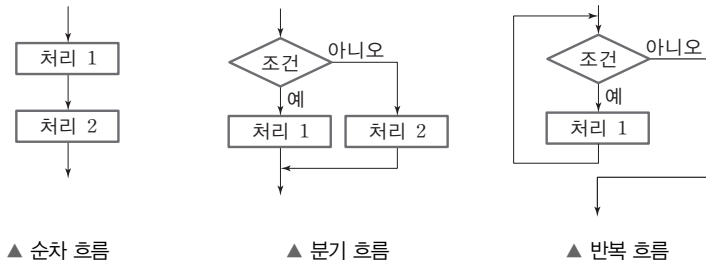 처리 1
처리 2
▲ 순차 흐름
조건
아니오
예
처리 1
처리 2
▲ 분기 흐름
조건
아니오
예
처리 1
▲ 반복 흐름